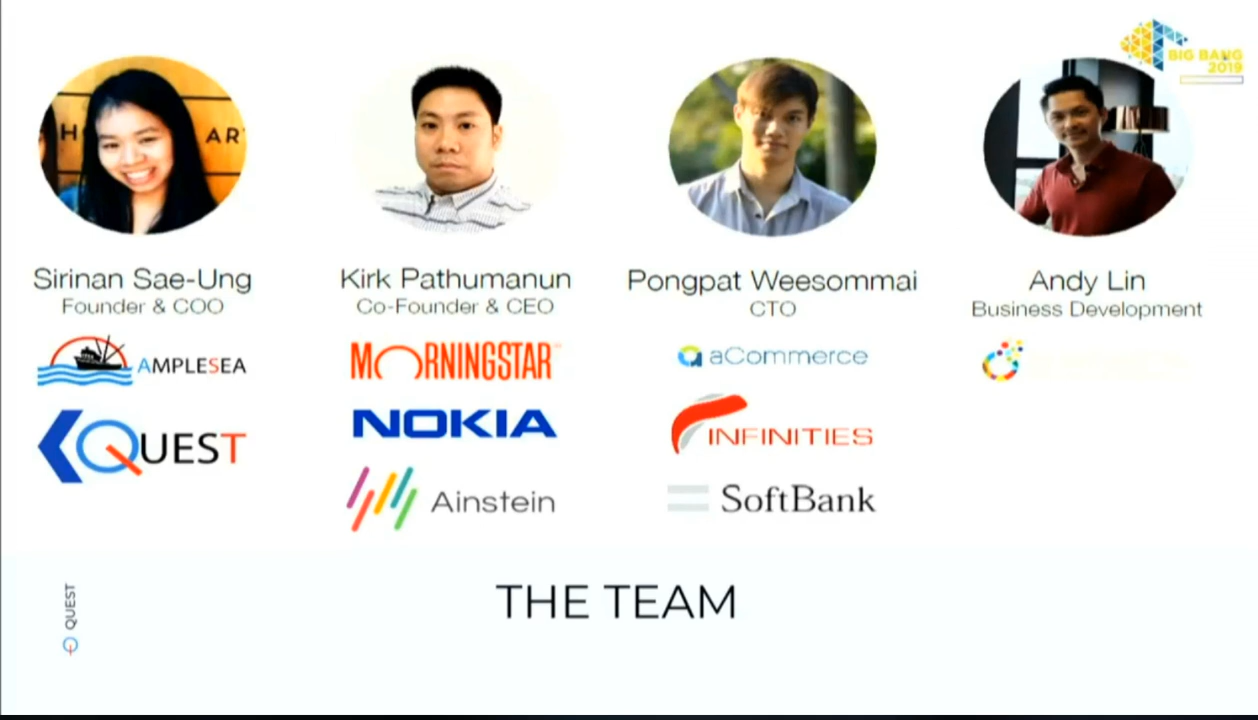 BIG BANG
2019
H
AR
Sirinan Sae-Ung
Founder & COO
AMPLESEA
QUEST
Kirk Pathumanun
Co-Founder & CEO
MORNINGSTAR
NOKIA
Ainstein
Pongpat Weesommai
CTO
aCommerce
INFINITIES
SoftBank
Andy Lin
Business Development
THE TEAM
QUEST